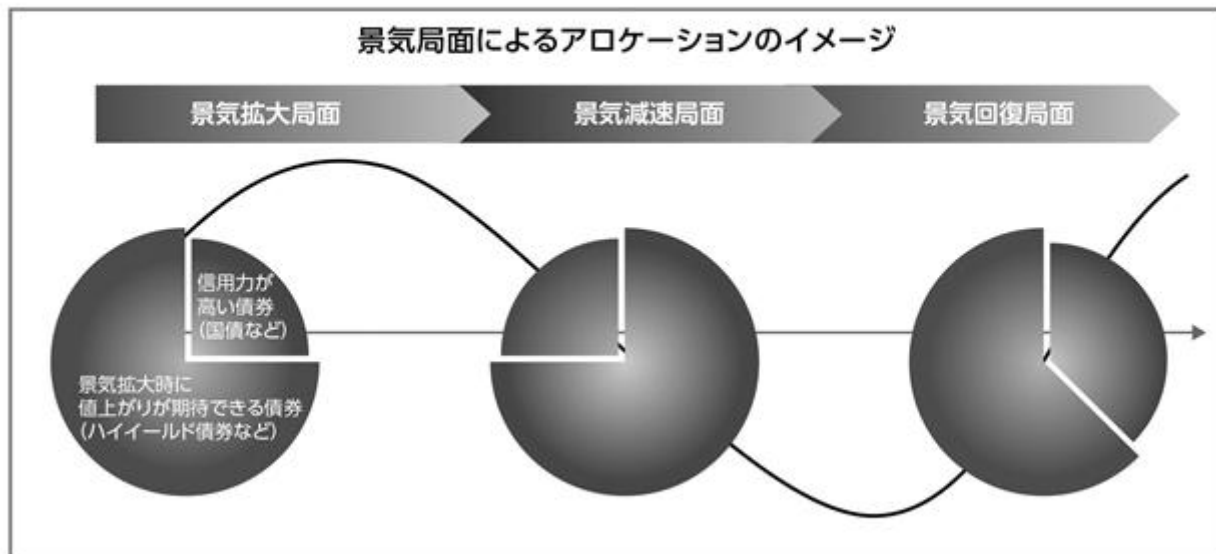 景気局面によるアロケーションのイメージ
景気拡大局面
景気減速局面
景気回復局面
信用力が
高い債券
(国債など)
景気拡大時に
値上がりが期待できる債券
(ハイイールド債券など)